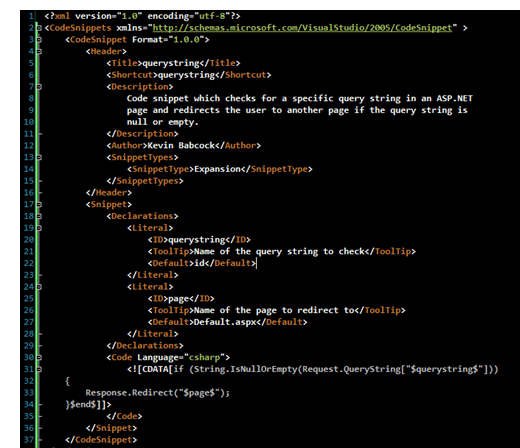 1 <?xml version="1.0" encoding="utf-8"?>
2 <CodeSnippets xmlns="http://schemas.microsoft.com/VisualStudio/2005/CodeSnippet" >
3 <CodeSnippet Format="1.0.0">
4 <Header>
5 <Title>querystring</Title>
6 <Shortcut>querystring</Shortcut>
7 <Description>
8 Code snippet which checks for a specific query string in an ASP.NET
9 page and redirects the user to another page if the query string is
10 null or empty.
11 </Description>
12 <Author>Kevin Babcock</Author>
13 <SnippetTypes>
14 <SnippetType>Expansion</SnippetType>
15 </SnippetTypes>
16 </Header>
17 <Snippet>
18 <Declarations>
19 <Literal>
20 <ID>querystring</ID>
21 <ToolTip>Name of the query string to check</ToolTip>
22 <Default>id</Default>
23 </Literal>
24 <Literal>
25 <ID>page</ID>
26 <ToolTip>Name of the page to redirect to</ToolTip>
27 <Default>Default.aspx</Default>
28 </Literal>
29 </Declarations>
30 <Code Language="csharp">
31 <![CDATA[if (String.IsNullOrEmpty(Request.QueryString["$querystring$"]))
32 {
33 Response.Redirect("$page$");
34 }$end$]]>
35 </Code>
36 </Snippet>
37 </CodeSnippet>